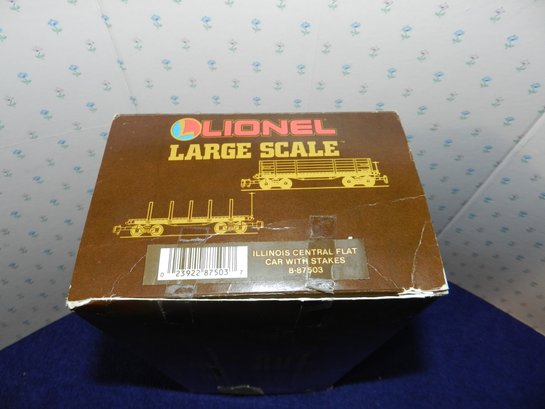 LIONEL
LARGE SCALE
ILLINOIS CENTRAL FLAT
CAR WITH STAKES
8-87503
0 23922 87503 7